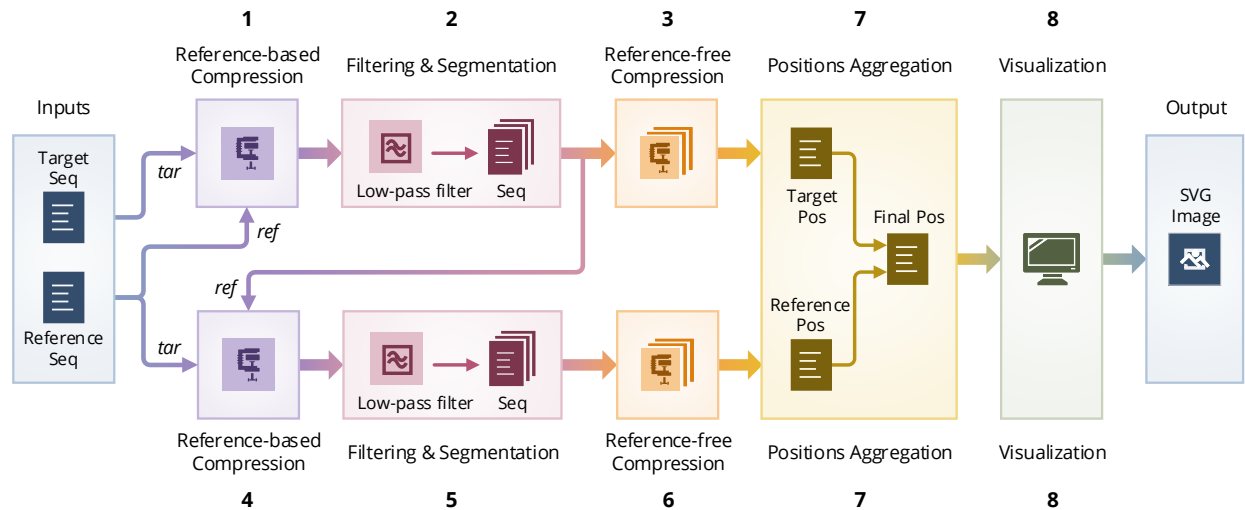 1
2
3
7
8
Reference-based
Compression
Filtering & Segmentation
Reference-free
Compression
Positions Aggregation
Visualization
Inputs
Output
Target
Seq
tar
Low-pass filter
Seq
Target
Pos
Final Pos
SVG
Image
ref
ref
Reference
Seq
tar
Low-pass filter
Seq
Reference
Pos
Reference-based
Compression
Filtering & Segmentation
Reference-free
Compression
Positions Aggregation
Visualization
4
5
6
7
8